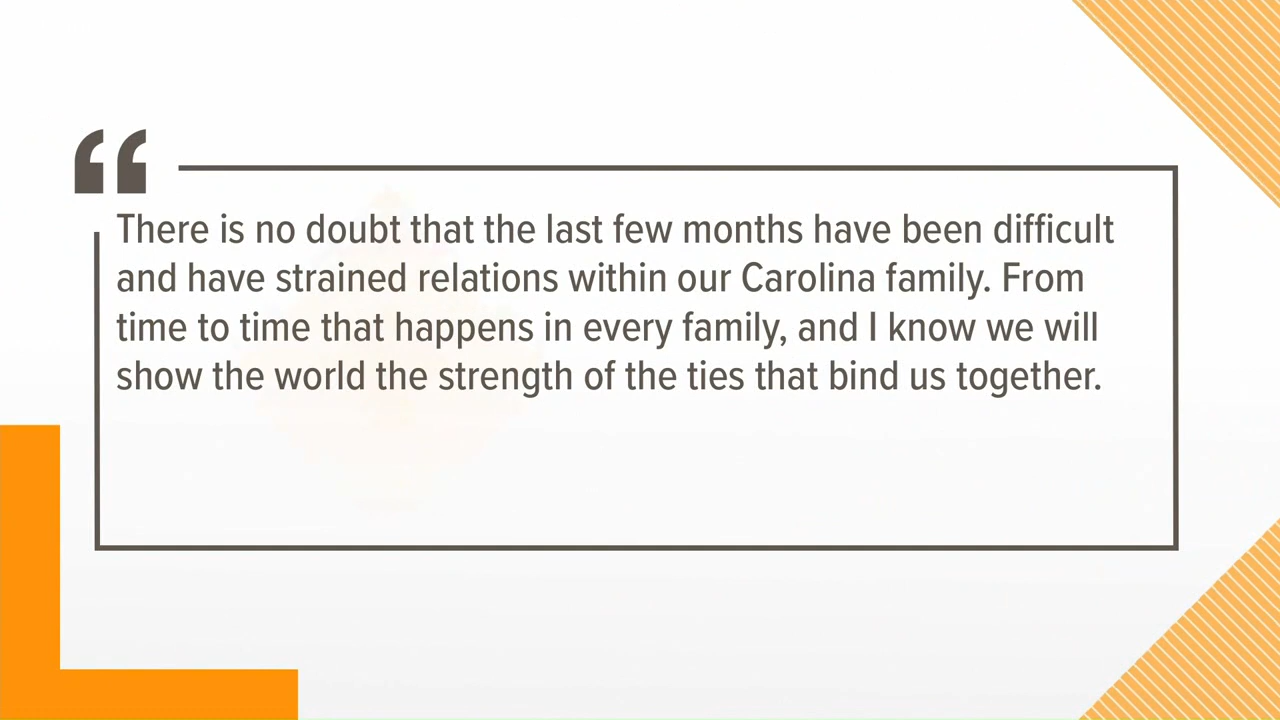 “
There is no doubt that the last few months have been difficult
and have strained relations within our Carolina family. From
time to time that happens in every family, and I know we will
show the world the strength of the ties that bind us together.